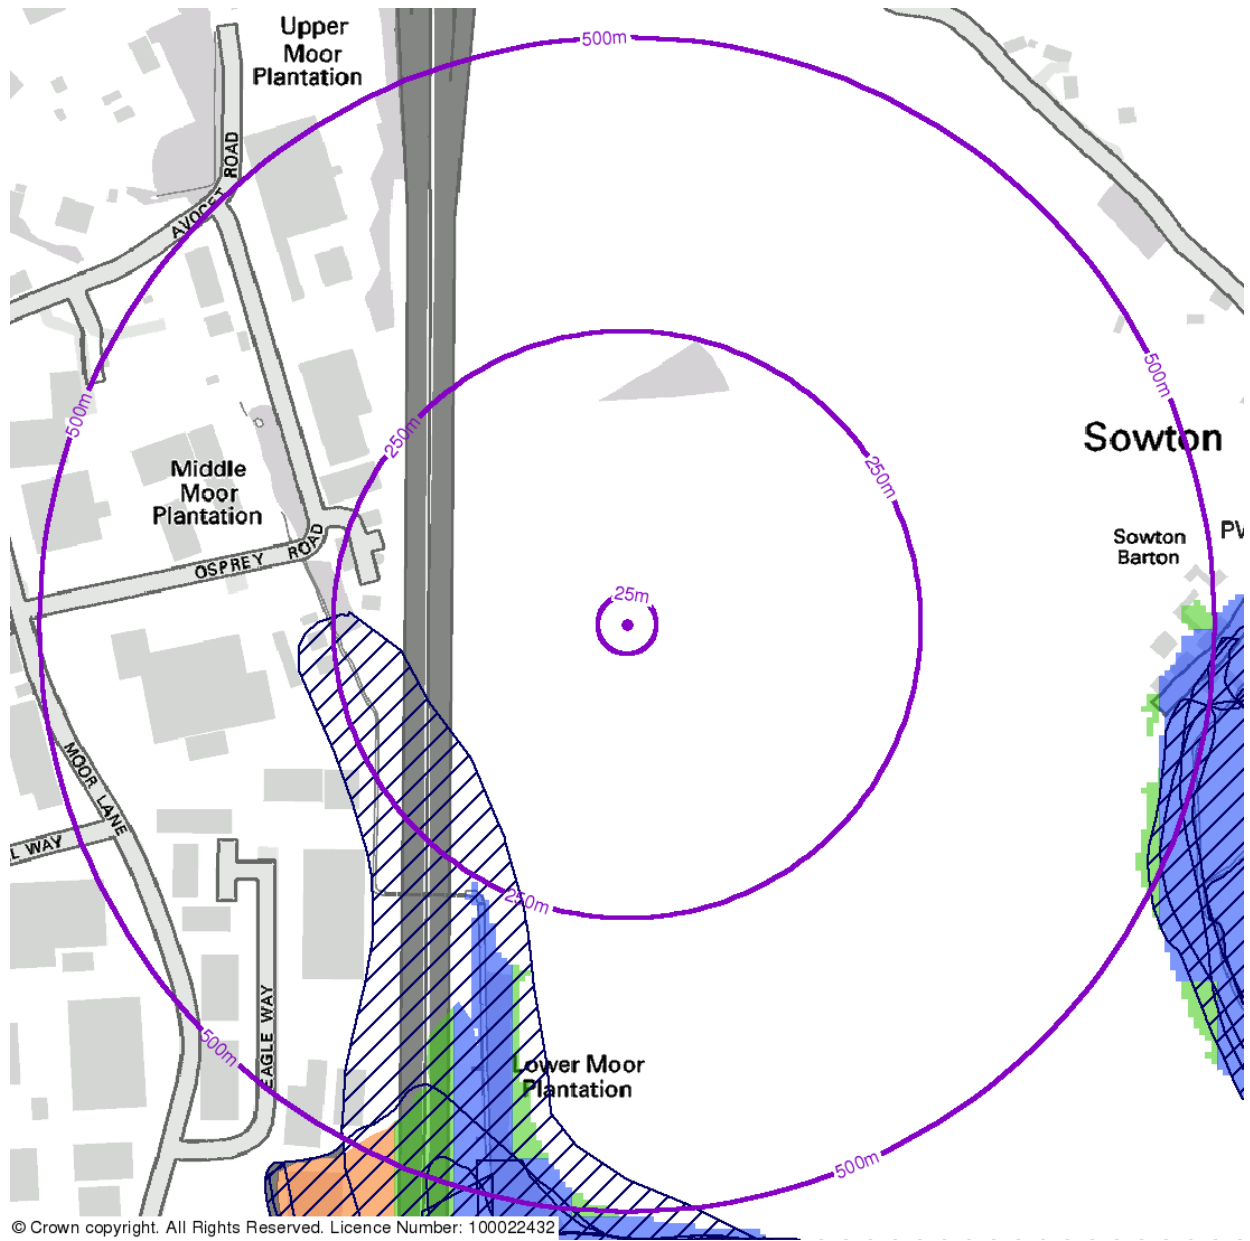 Upper
Moor
Plantation
500m
AVOCET ROAD
500m
500m
Sowton
250m
250m
Middle
Moor
Plantation
Sowton
Barton
OSPREY ROAD
25m
MOOR LANE
L WAY
250m
EAGLE WAY
500m
Lower Moor
Plantation
500m
© Crown copyright. All Rights Reserved. Licence Number: 100022432